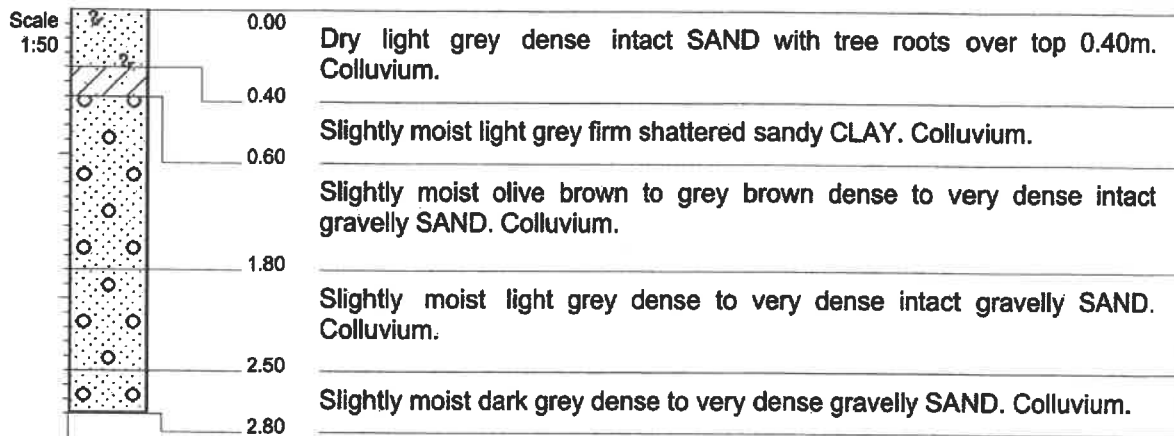 Scale
1:50
0.00
Dry light grey dense intact SAND with tree roots over top 0.40m.
Colluvium.
0.40
Slightly moist light grey firm shattered sandy CLAY. Colluvium.
0.60
Slightly moist olive brown to grey brown dense to very dense intact
gravelly SAND. Colluvium.
1.80
Slightly moist light grey dense to very dense intact gravelly SAND.
Colluvium.
2.50
Slightly moist dark grey dense to very dense gravelly SAND. Colluvium.
2.80